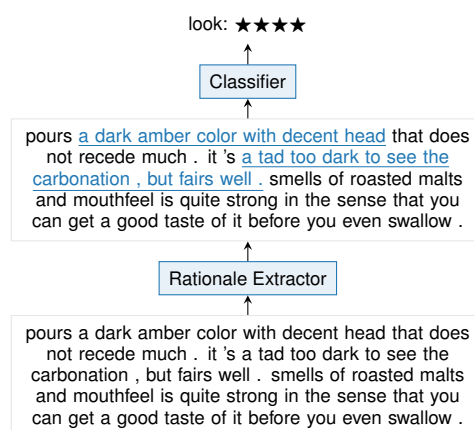 look: ★★★★
Classifier
pours a dark amber color with decent head that does
not recede much . it 's a tad too dark to see the
carbonation , but fairs well . smells of roasted malts
and mouthfeel is quite strong in the sense that you
can get a good taste of it before you even swallow .
Rationale Extractor
pours a dark amber color with decent head that does
not recede much . it 's a tad too dark to see the
carbonation , but fairs well . smells of roasted malts
and mouthfeel is quite strong in the sense that you
can get a good taste of it before you even swallow .